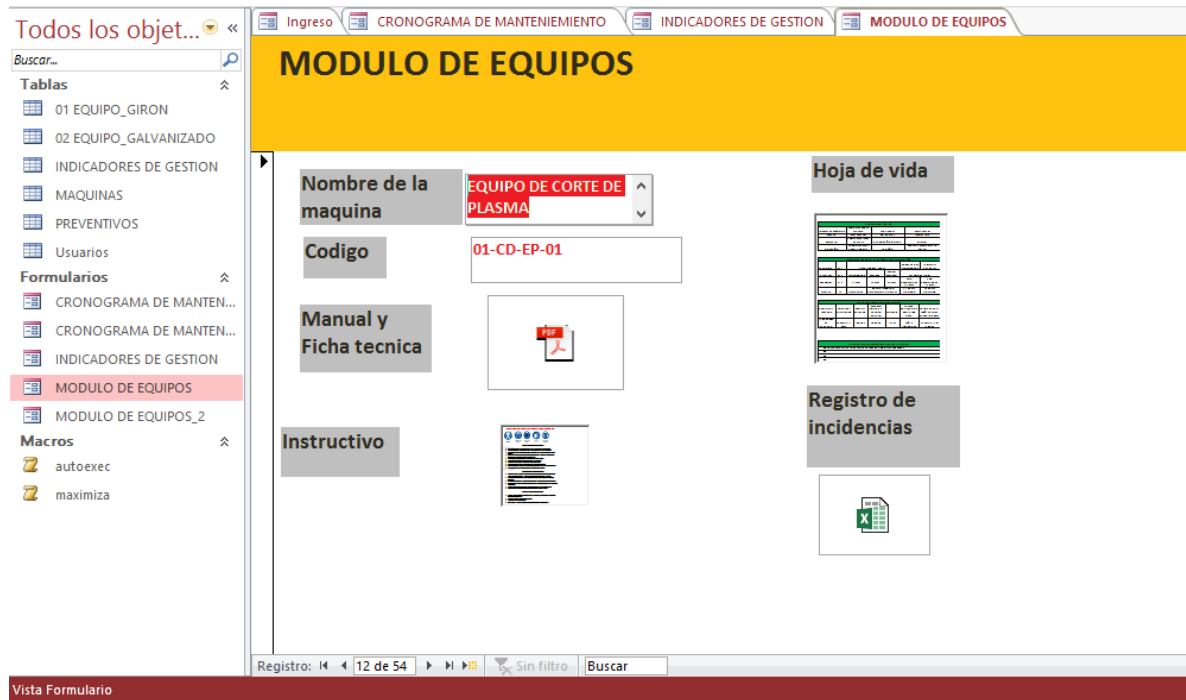 Todos los objet...
Buscar...
Tablas
01 EQUIPO_GIRON
02 EQUIPO_GALVANIZADO
INDICADORES DE GESTION
MAQUINAS
PREVENTIVOS
Usuarios
Formularios
CRONOGRAMA DE MANTEN...
CRONOGRAMA DE MANTEN...
INDICADORES DE GESTION
MODULO DE EQUIPOS
MODULO DE EQUIPOS_2
Macros
autoexec
maximiza
Ingreso
CRONOGRAMA DE MANTENIEMIENTO
INDICADORES DE GESTION
MODULO DE EQUIPOS
MODULO DE EQUIPOS
Nombre de la
maquina
EQUIPO DE CORTE DE
PLASMA
Codigo
01-CD-EP-01
Manual y
Ficha tecnica
PDF
Instructivo
Hoja de vida
Registro de
incidencias
X
Registro:
12 de 54
Sin filtro
Buscar
Vista Formulario